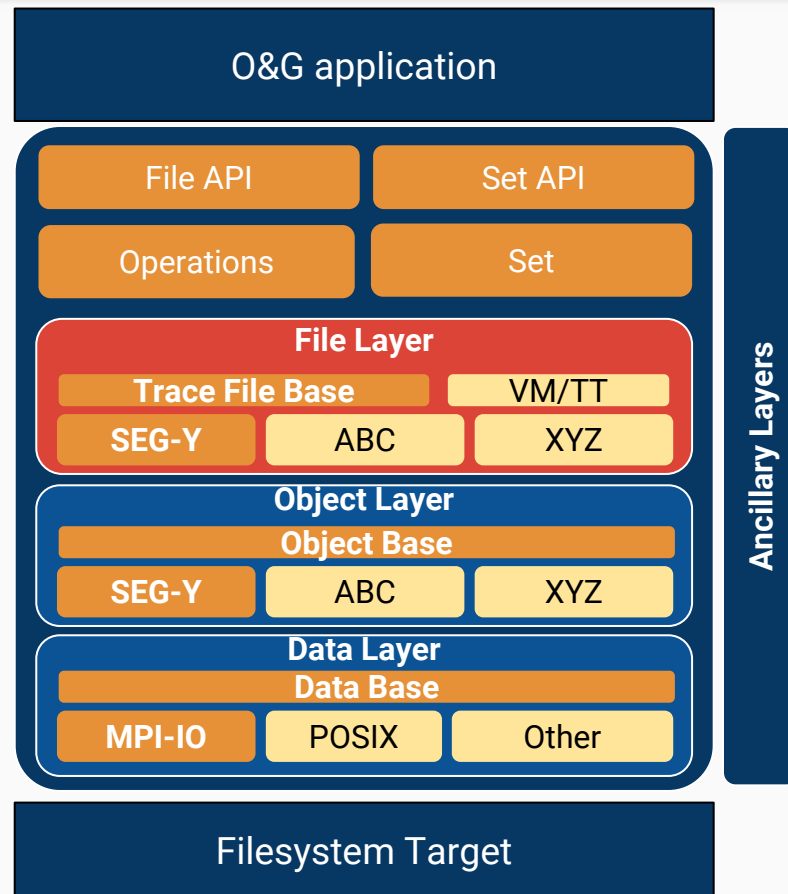 O&G application
File API
Set API
Operations
Set
File Layer
Trace File Base
VM/TT
SEG-Y
ABC
XYZ
Object Layer
Object Base
SEG-Y
ABC
XYZ
Data Layer
Data Base
MPI-IO
POSIX
Other
Filesystem Target
Ancillary Layers